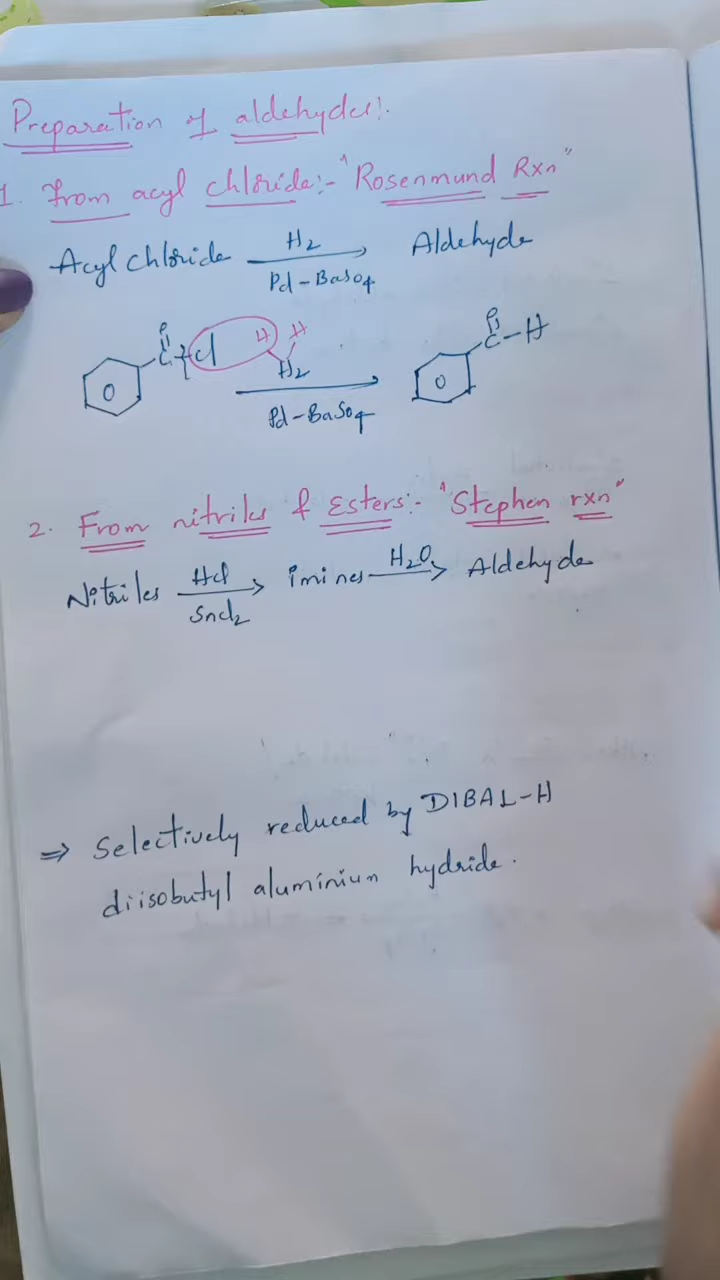 Preparation of aldehydes:-
1. From acyl chloride:- "Rosenmund Rxn"
Acyl chloride H2 Pd-BaSO4 Aldehyde
O O
C Cl H H C-H
H2
Pd-BaSO4
2. From nitriles & Esters:- "Stephen rxn"
Nitriles HCl SnCl2 imines H2O Aldehyde
⇒ Selectively reduced by DIBAL-H
diisobutyl aluminium hydride.